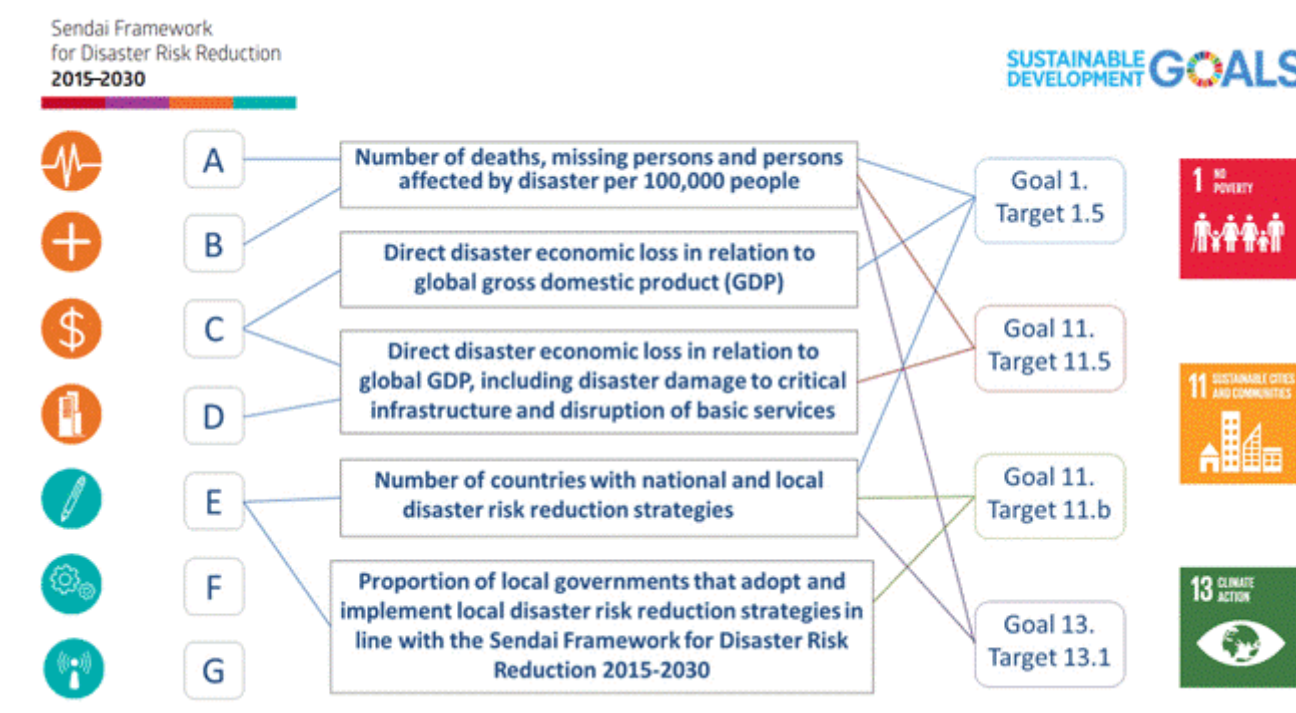 Sendai Framework
for Disaster Risk Reduction
2015–2030
SUSTAINABLE
DEVELOPMENT GOALS
A
B
C
D
E
F
G
Number of deaths, missing persons and persons
affected by disaster per 100,000 people
Direct disaster economic loss in relation to
global gross domestic product (GDP)
Direct disaster economic loss in relation to
global GDP, including disaster damage to critical
infrastructure and disruption of basic services
Number of countries with national and local
disaster risk reduction strategies
Proportion of local governments that adopt and
implement local disaster risk reduction strategies in
line with the Sendai Framework for Disaster Risk
Reduction 2015-2030
Goal 1.
Target 1.5
Goal 11.
Target 11.5
Goal 11.
Target 11.b
Goal 13.
Target 13.1
1 NO
POVERTY
11 SUSTAINABLE CITIES
AND COMMUNITIES
13 CLIMATE
ACTION